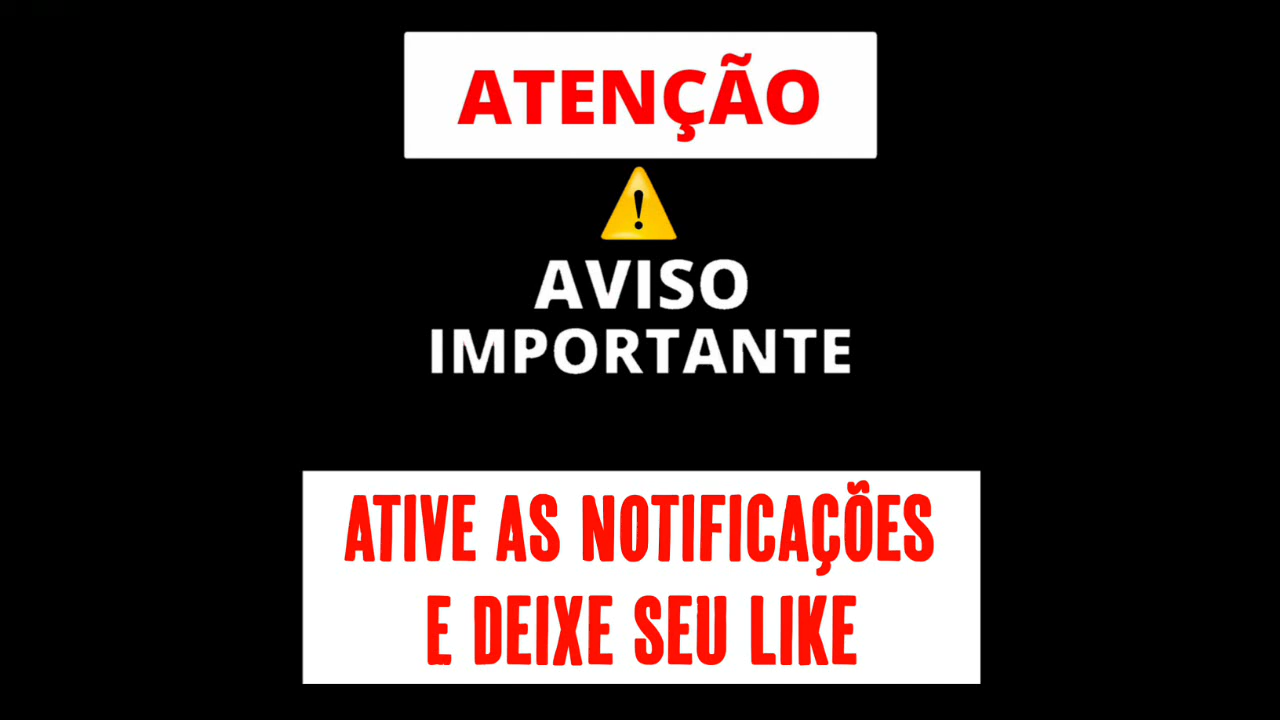 ATENÇÃO
AVISO
IMPORTANTE
ATIVE AS NOTIFICAÇÕES
E DEIXE SEU LIKE